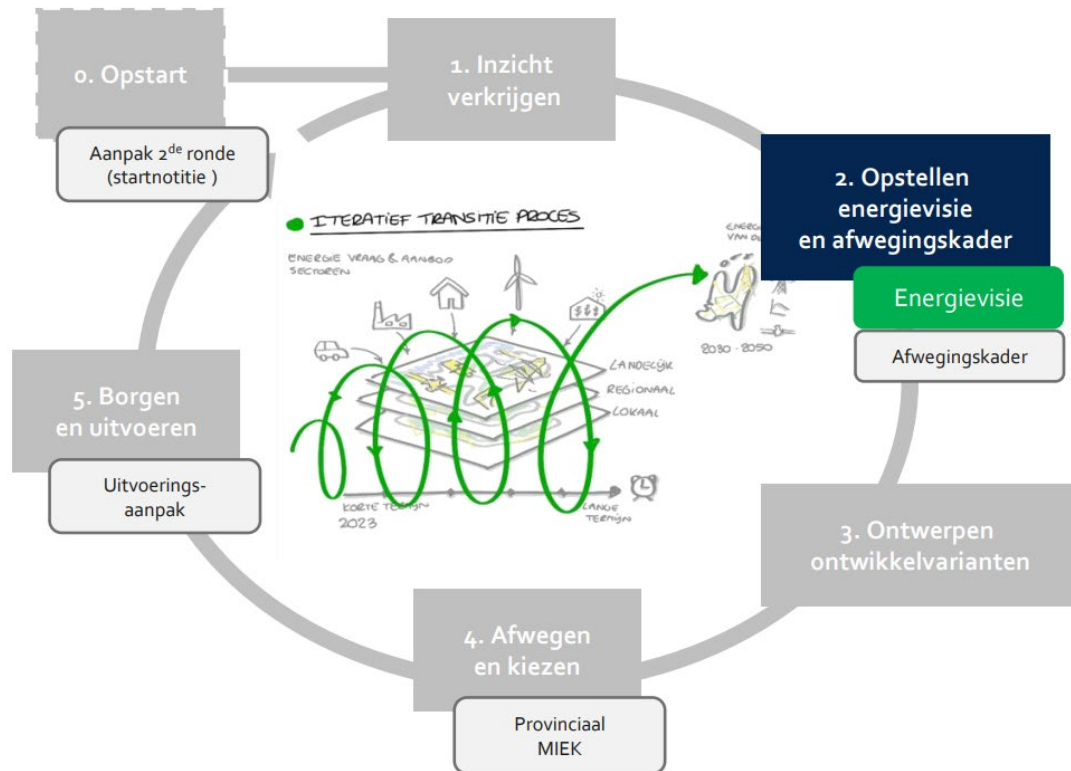 0. Opstart
Aanpak 2de ronde
(startnotitie )
1. Inzicht
verkrijgen
2. Opstellen
energievisie
en afwegingskader
Energievisie
Afwegingskader
3. Ontwerpen
ontwikkelvarianten
4. Afwegen
en kiezen
Provinciaal
MIEK
5. Borgen
en uitvoeren
Uitvoerings-
aanpak
ITERATIEF TRANSITIE PROCES
ENERGIE VRAAG & AANBOD
SECTOREN
$$$
LANDELIJK
REGIONAAL
LOKAAL
KORTE TERMIJN
2023
LANGE
TERMIJN
VAN
2030 - 2050